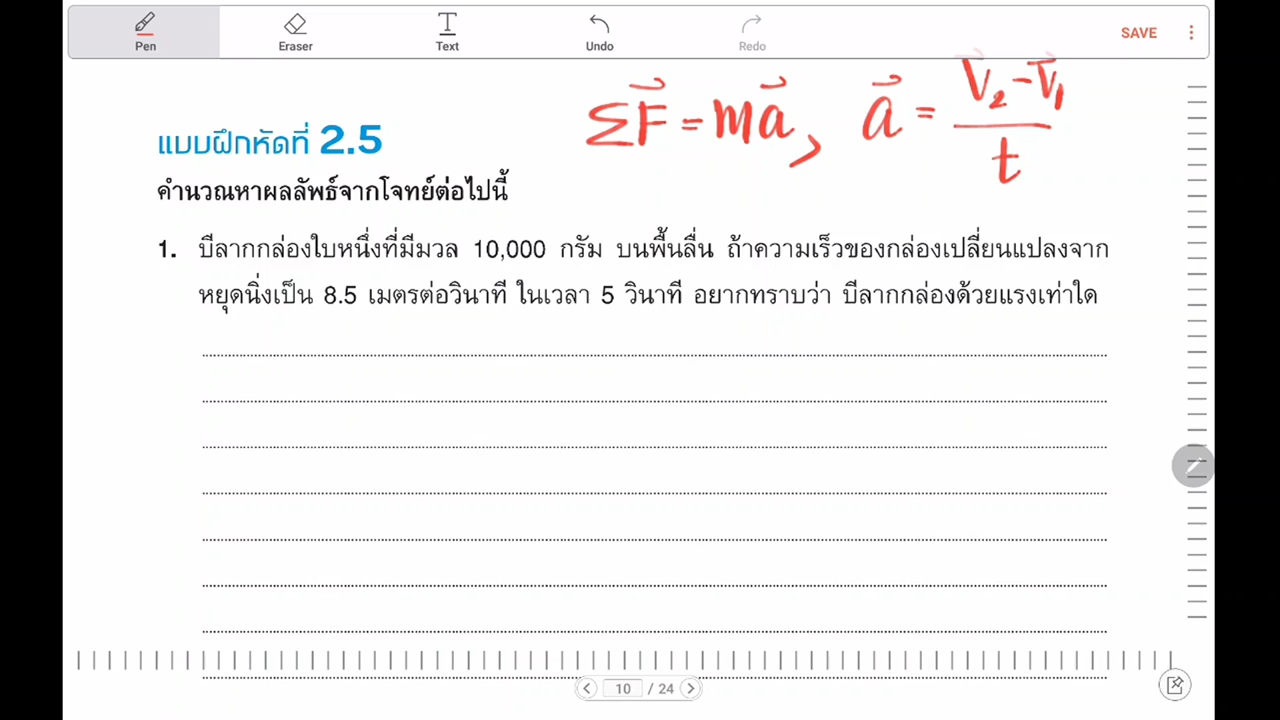 Pen Eraser Text Undo Redo SAVE
ΣF⃗ = ma⃗, a⃗ = (V⃗₂ - V⃗₁) / t
แบบฝึกหัดที่ 2.5
คำนวณหาผลลัพธ์จากโจทย์ต่อไปนี้
1. บีลากกล่องใบหนึ่งที่มีมวล 10,000 กรัม บนพื้นลื่น ถ้าความเร็วของกล่องเปลี่ยนแปลงจาก
หยุดนิ่งเป็น 8.5 เมตรต่อวินาที ในเวลา 5 วินาที อยากทราบว่า บีลากกล่องด้วยแรงเท่าใด
10 / 24